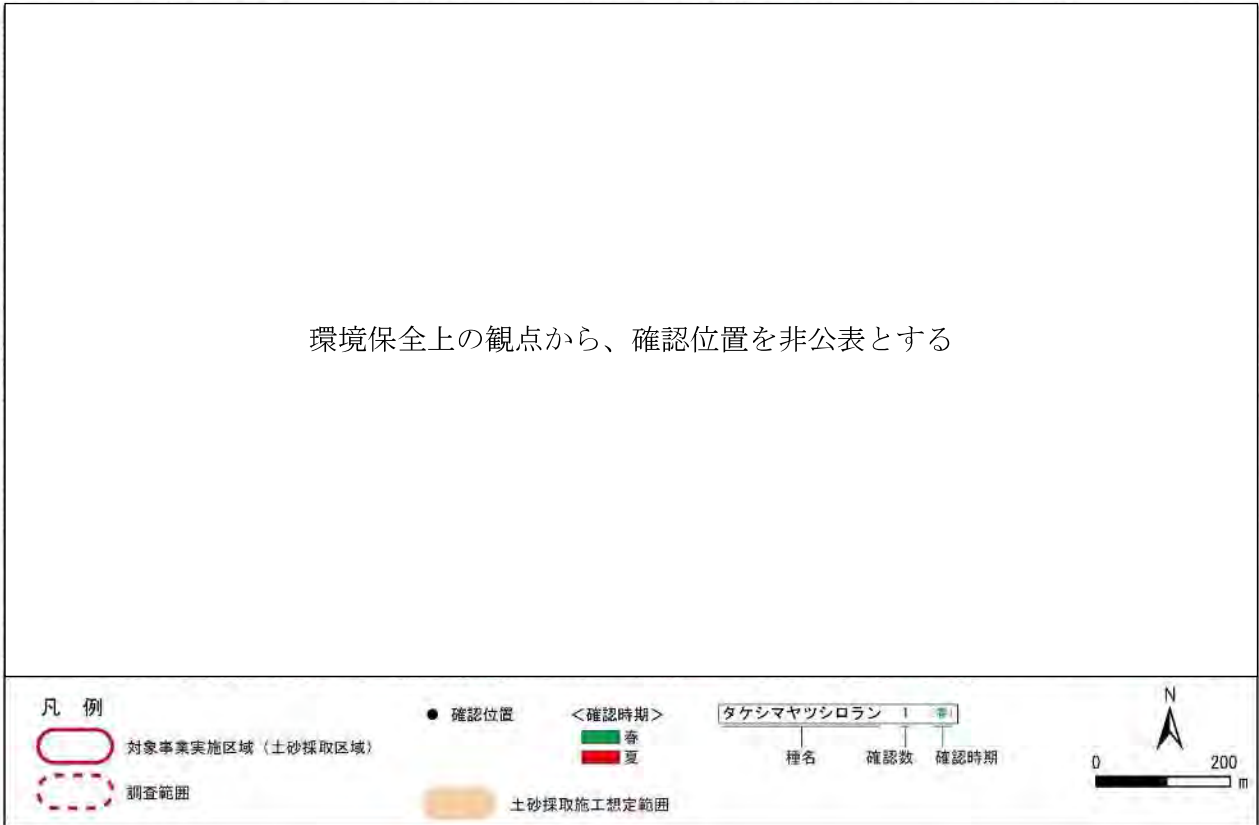 環境保全上の観点から、確認位置を非公表とする
凡 例
対象事業実施区域（土砂採取区域）
調査範囲
● 確認位置
＜確認時期＞
春
夏
土砂採取施工想定範囲
タケシマヤツシロラン 1 春1
種名 確認数 確認時期
N
0 200
m